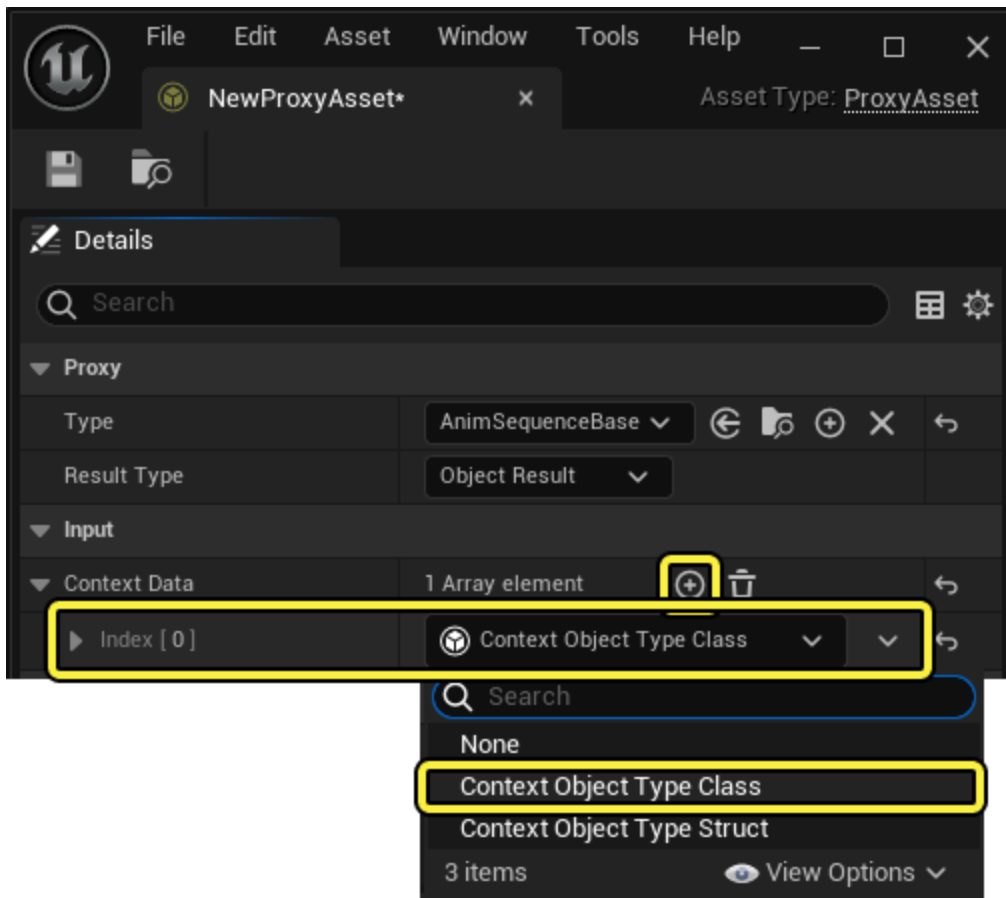 File Edit Asset Window Tools Help
NewProxyAsset*
Asset Type: ProxyAsset
Details
Search
Proxy
Type AnimSequenceBase
Result Type Object Result
Input
Context Data 1 Array element
Index [ 0 ] Context Object Type Class
Search
None
Context Object Type Class
Context Object Type Struct
3 items View Options